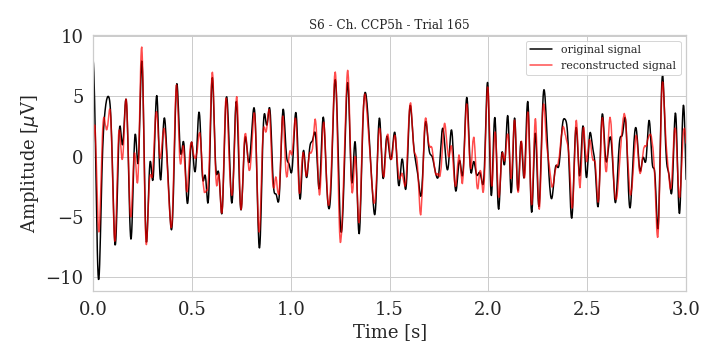 S6 - Ch. CCP5h - Trial 165
original signal
reconstructed signal
Amplitude [μV]
10
5
0
−5
−10
0.0 0.5 1.0 1.5 2.0 2.5 3.0
Time [s]